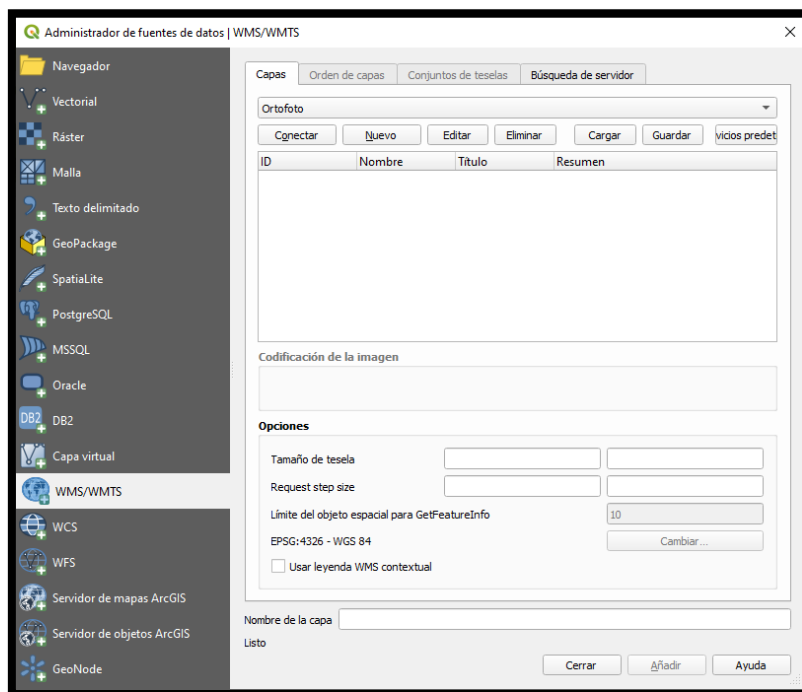 Administrador de fuentes de datos | WMS/WMTS
Navegador
Vectorial
Ráster
Malla
Texto delimitado
GeoPackage
SpatiaLite
PostgreSQL
MSSQL
Oracle
DB2 DB2
Capa virtual
WMS/WMTS
WCS
WFS
Servidor de mapas ArcGIS
Servidor de objetos ArcGIS
GeoNode
Capas Orden de capas Conjuntos de teselas Búsqueda de servidor
Ortofoto
Conectar Nuevo Editar Eliminar Cargar Guardar vicios predet
ID Nombre Título Resumen
Codificación de la imagen
Opciones
Tamaño de tesela
Request step size
Límite del objeto espacial para GetFeatureInfo 10
EPSG:4326 - WGS 84 Cambiar...
Usar leyenda WMS contextual
Nombre de la capa
Listo
Cerrar Añadir Ayuda